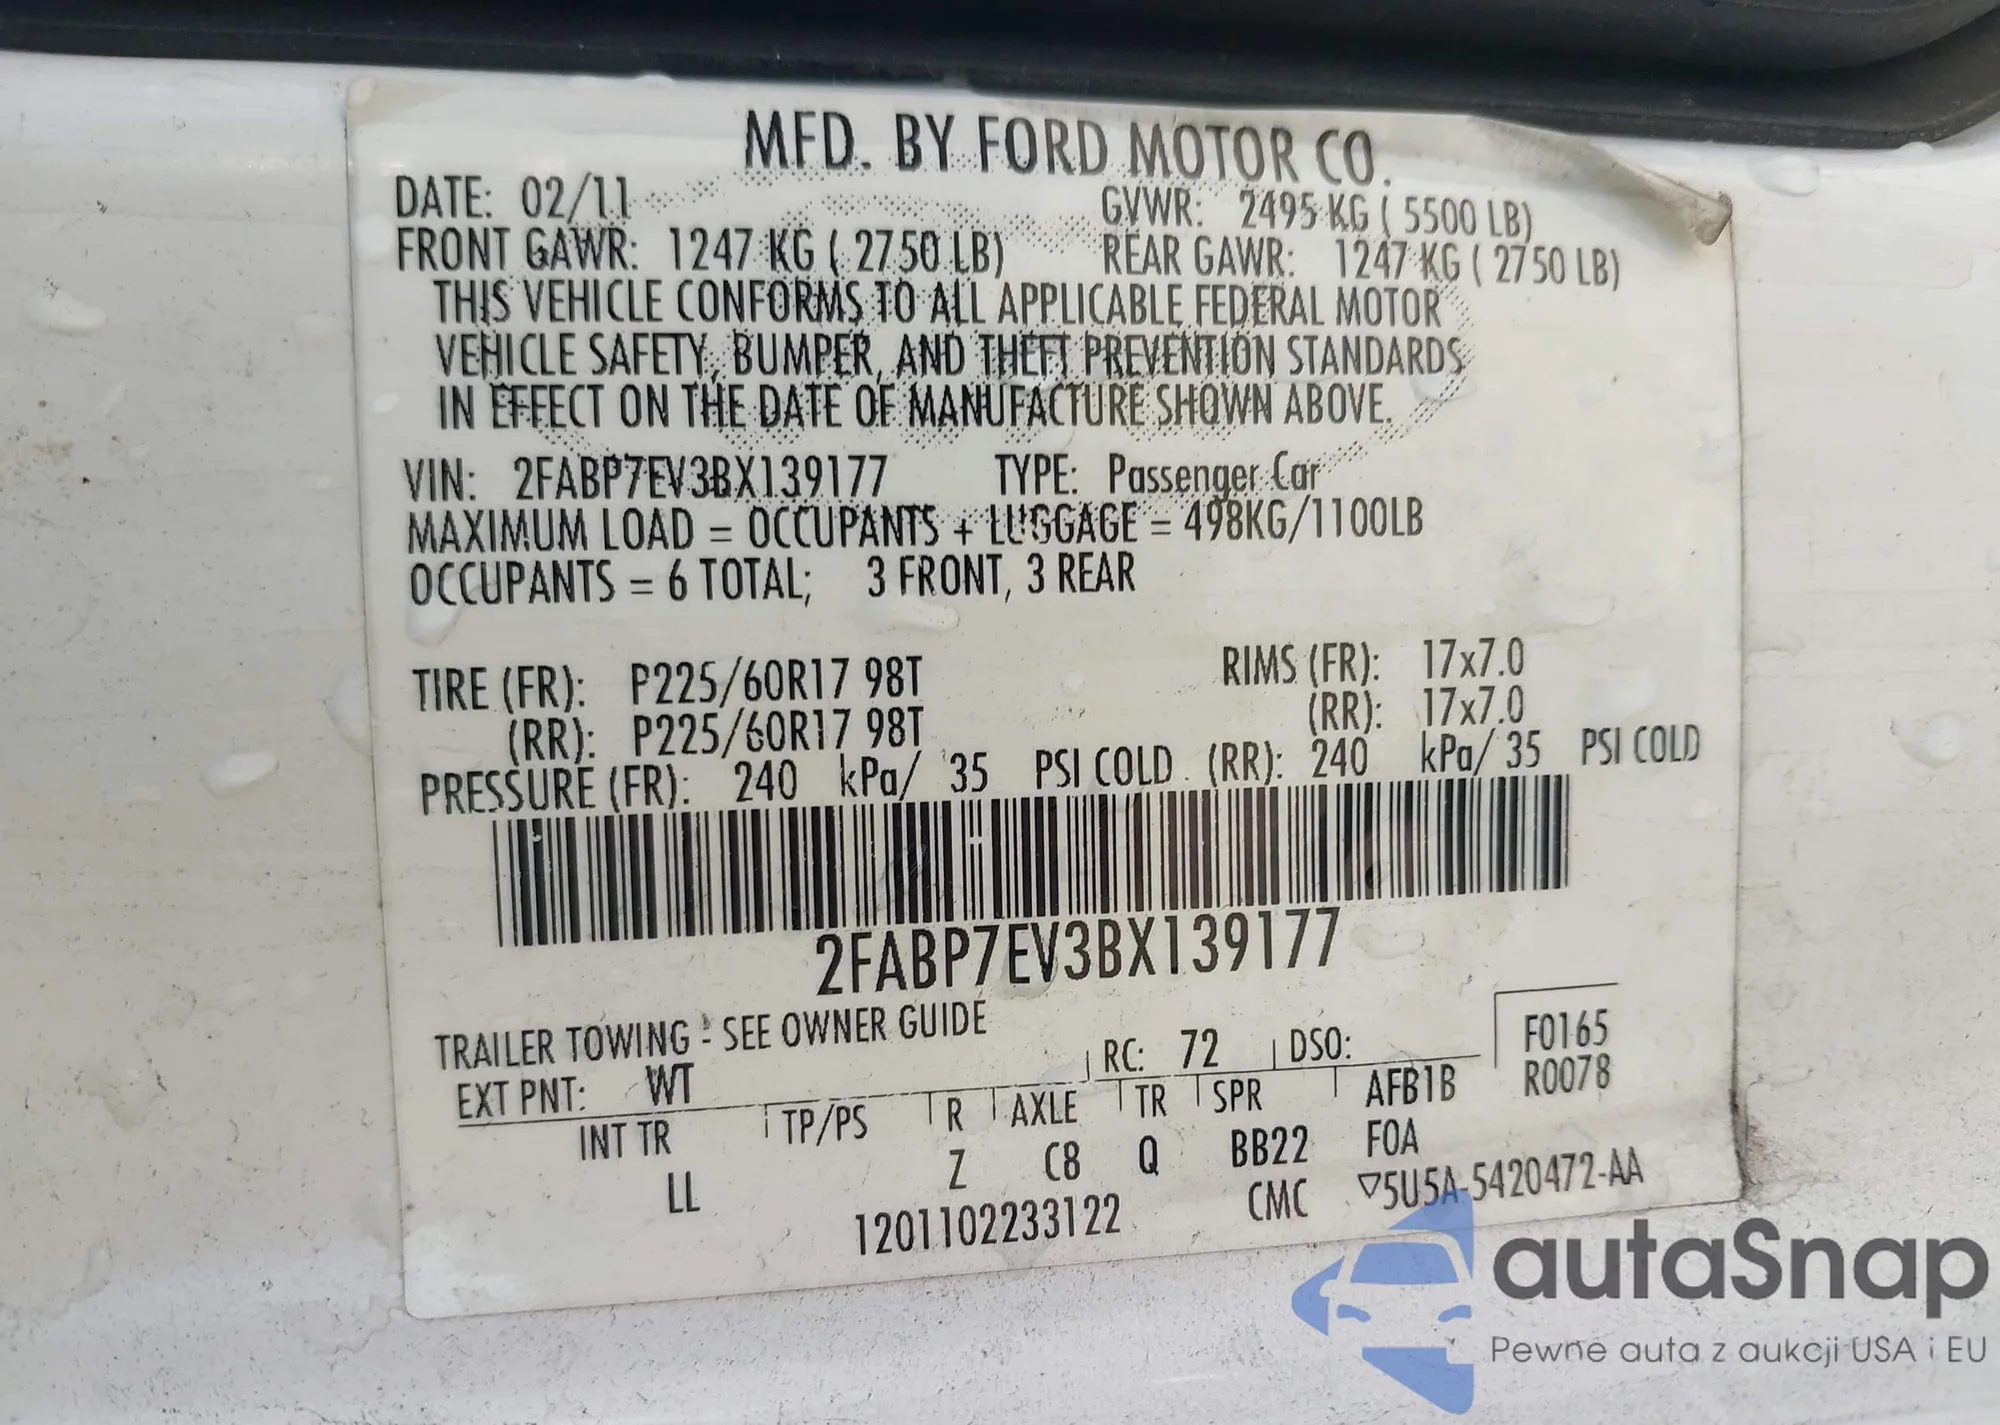 MFD. BY FORD MOTOR CO.
DATE: 02/11 GVWR: 2495 KG ( 5500 LB)
FRONT GAWR: 1247 KG ( 2750 LB) REAR GAWR: 1247 KG ( 2750 LB)
THIS VEHICLE CONFORMS TO ALL APPLICABLE FEDERAL MOTOR
VEHICLE SAFETY, BUMPER, AND THEFT PREVENTION STANDARDS
IN EFFECT ON THE DATE OF MANUFACTURE SHOWN ABOVE.
VIN: 2FABP7EV3BX139177 TYPE: Passenger Car
MAXIMUM LOAD = OCCUPANTS + LUGGAGE = 498KG/1100LB
OCCUPANTS = 6 TOTAL; 3 FRONT, 3 REAR
TIRE (FR): P225/60R17 98T RIMS (FR): 17x7.0
(RR): P225/60R17 98T (RR): 17x7.0
PRESSURE (FR): 240 kPa/ 35 PSI COLD (RR): 240 kPa/ 35 PSI COLD
2FABP7EV3BX139177
TRAILER TOWING - SEE OWNER GUIDE
EXT PNT: WT RC: 72 DSO: F0165
R0078
INT TR TP/PS R AXLE TR SPR AFB1B
LL Z C8 Q BB22 FOA
1201102233122 CMC ▽5U5A-5420472-AA
autaSnap
Pewne auta z aukcji USA i EU